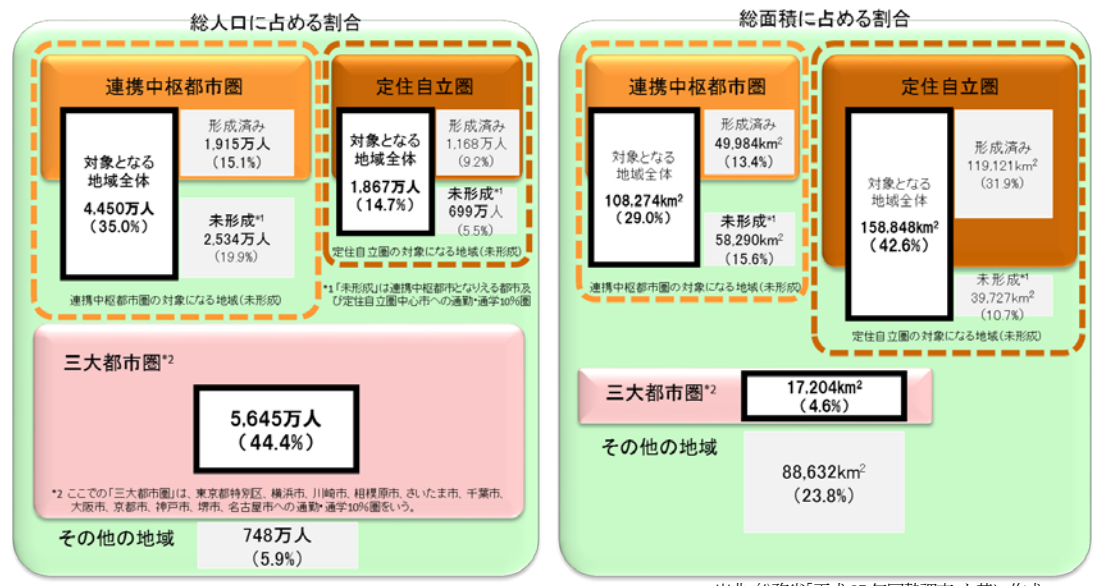 総人口に占める割合
連携中枢都市圏
対象となる
地域全体
4,450万人
(35.0%)
形成済み
1,915万人
(15.1%)
未形成*1
2,534万人
(19.9%)
連携中枢都市圏の対象になる地域(未形成)
定住自立圏
対象となる
地域全体
1,867万人
(14.7%)
形成済み
1,168万人
(9.2%)
未形成*1
699万人
(5.5%)
定住自立圏の対象になる地域(未形成)
*1「未形成」は連携中枢都市となりえる都市及
び定住自立圏中心市への通勤・通学10%圏
三大都市圏*2
5,645万人
(44.4%)
*2 ここでの「三大都市圏」は、東京都特別区、横浜市、川崎市、相模原市、さいたま市、千葉市、
大阪市、京都市、神戸市、堺市、名古屋市への通勤・通学10%圏をいう。
その他の地域
748万人
(5.9%)
総面積に占める割合
連携中枢都市圏
対象となる
地域全体
108,274km²
(29.0%)
形成済み
49,984km²
(13.4%)
未形成*1
58,290km²
(15.6%)
連携中枢都市圏の対象になる地域(未形成)
定住自立圏
対象となる
地域全体
158,848km²
(42.6%)
形成済み
119,121km²
(31.9%)
未形成*1
39,727km²
(10.7%)
定住自立圏の対象になる地域(未形成)
三大都市圏*2
17,204km²
(4.6%)
その他の地域
88,632km²
(23.8%)